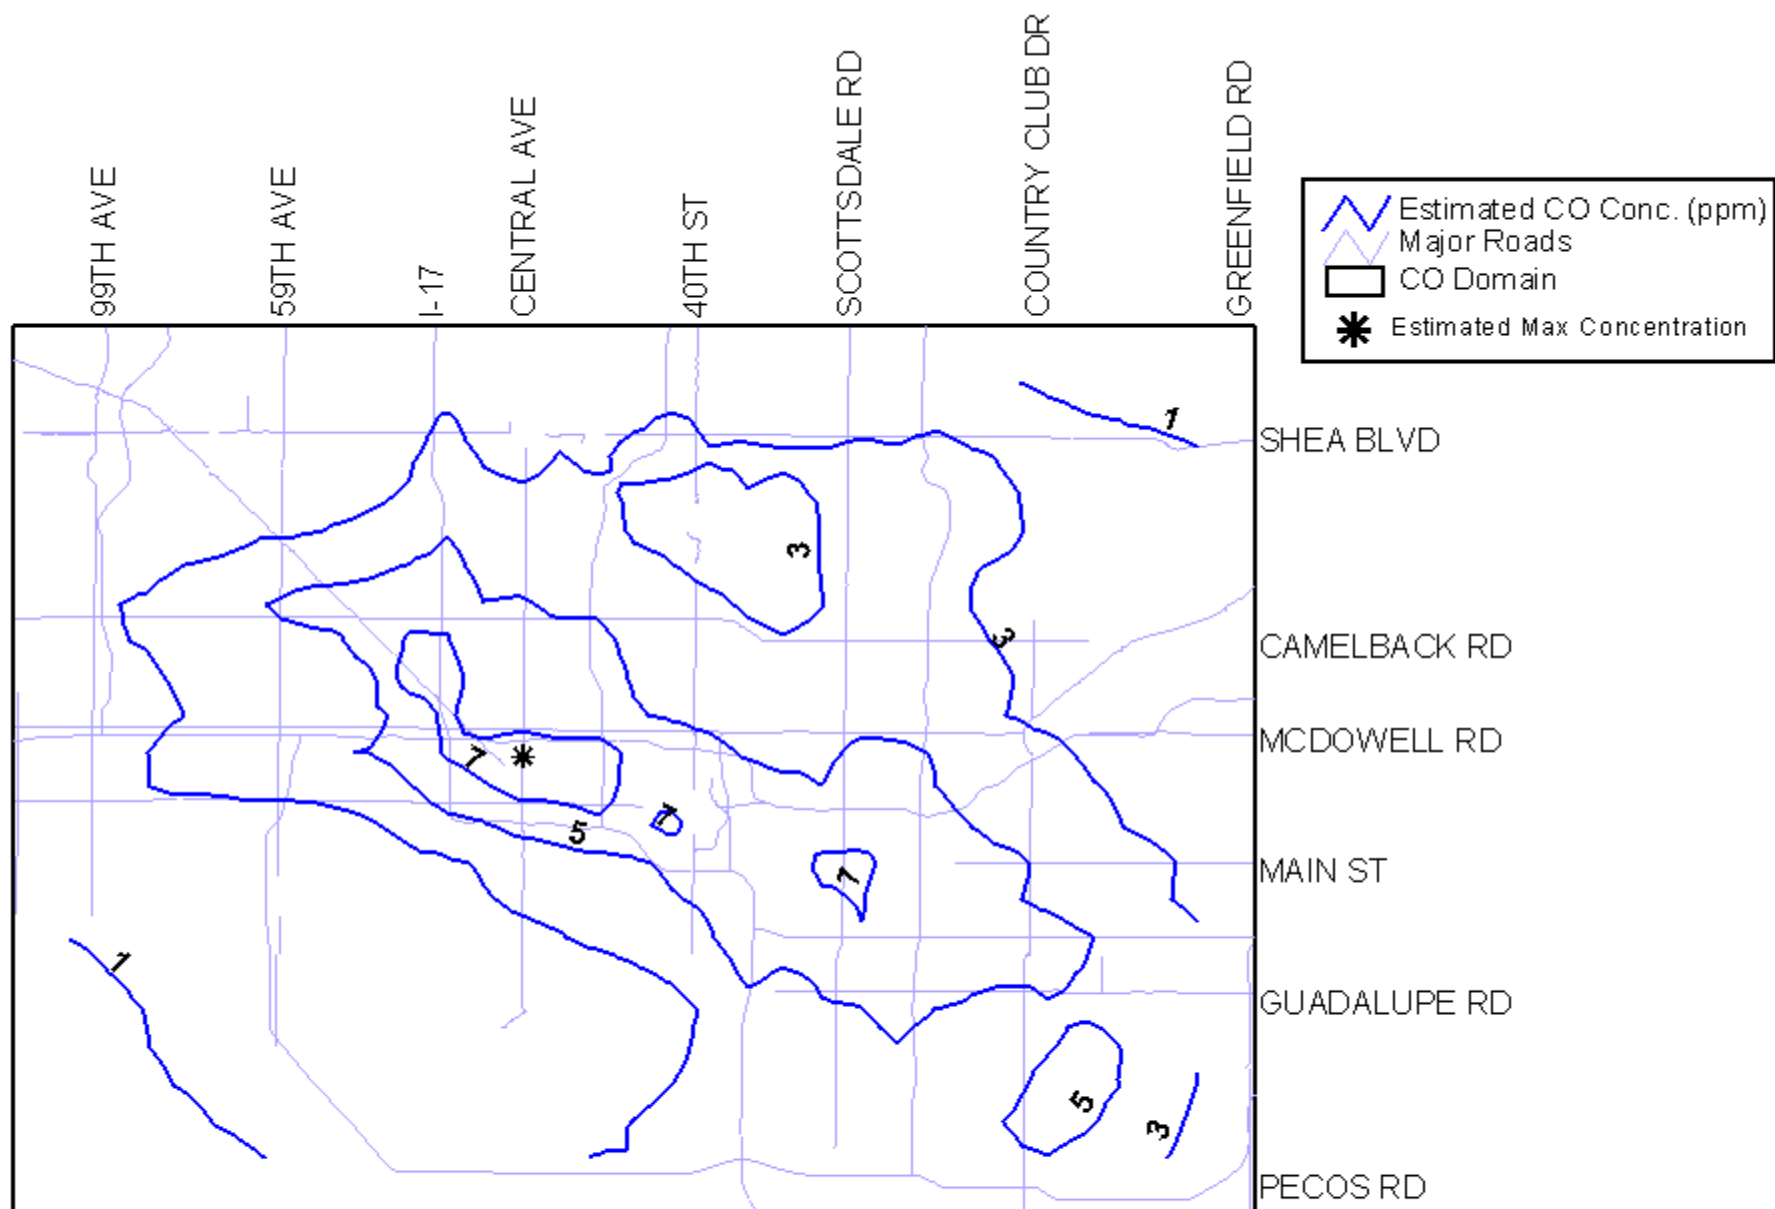 99TH AVE
59TH AVE
I-17
CENTRAL AVE
40TH ST
SCOTTSDALE RD
COUNTRY CLUB DR
GREENFIELD RD
Estimated CO Conc. (ppm)
Major Roads
CO Domain
Estimated Max Concentration
1
SHEA BLVD
3
3
CAMELBACK RD
MCDOWELL RD
7
7
5
MAIN ST
7
1
GUADALUPE RD
5
3
PECOS RD